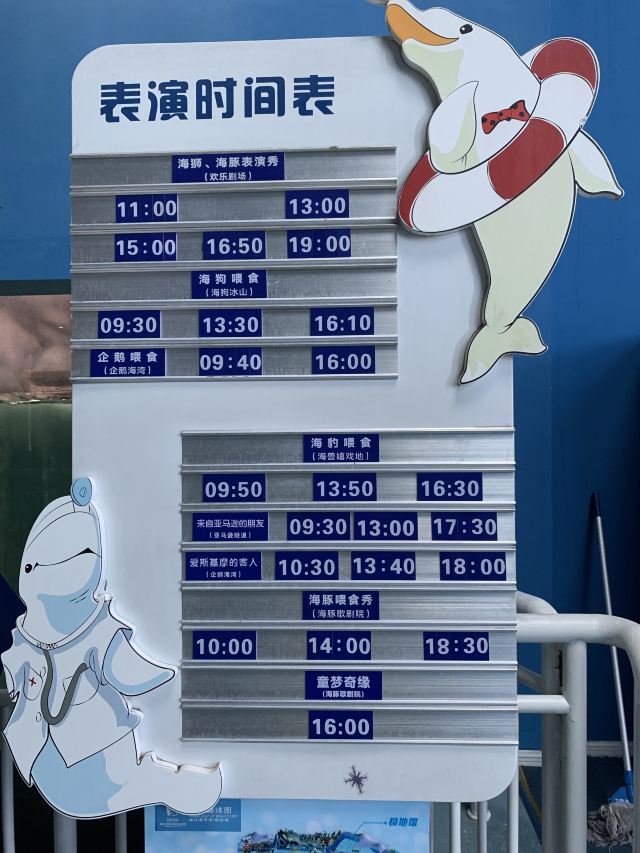 表演时间表
海狮、海豚表演秀
(欢乐剧场)
11:00 13:00
15:00 16:50 19:00
海狗喂食
(海狗冰山)
09:30 13:30 16:10
企鹅喂食
(企鹅海湾)
09:40 16:00
海豹喂食
(海兽嬉戏地)
09:50 13:50 16:30
来自亚马逊的朋友
(亚马逊隧道)
09:30 13:00 17:30
爱斯基摩的客人
(企鹅海湾)
10:30 13:40 18:00
海豚喂食秀
(海豚歌剧院)
10:00 14:00 18:30
童梦奇缘
(海豚歌剧院)
16:00
极地馆